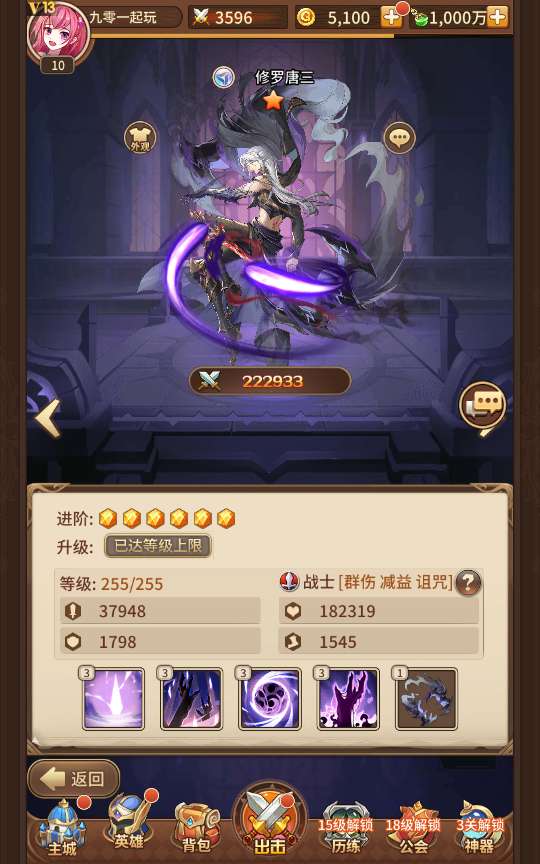 V13
九零一起玩
3596
5,100
1,000万
10
修罗唐三
外观
222933
进阶:
升级: 已达等级上限
等级: 255/255
战士 [群伤 减益 诅咒] ?
37948
182319
1798
1545
3
3
3
3
1
返回
主城
英雄
背包
出击
15级解锁
历练
18级解锁
公会
3关解锁
神器